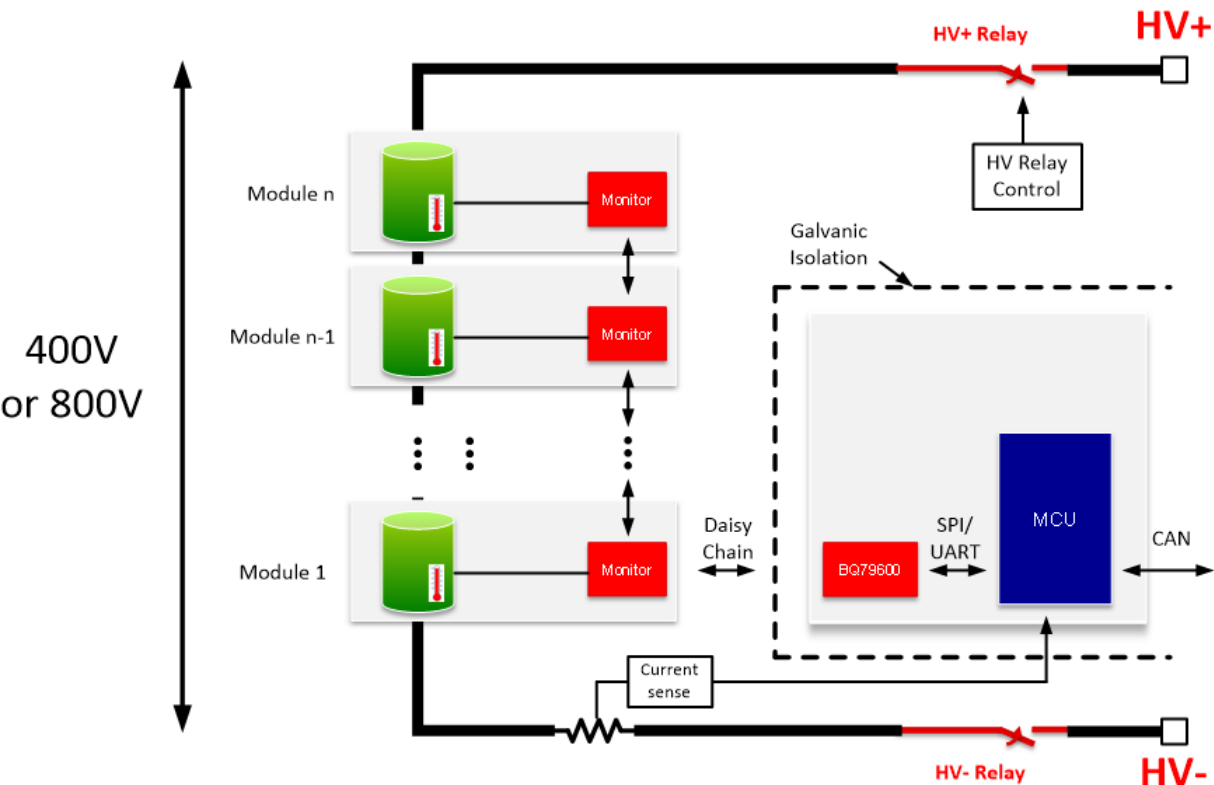 HV+
HV+ Relay
HV Relay
Control
Module n
Monitor
Galvanic
Isolation
Module n-1
Monitor
400V
or 800V
Module 1
Monitor
Daisy
Chain
BQ79600
SPI/
UART
MCU
CAN
Current
sense
HV- Relay
HV-